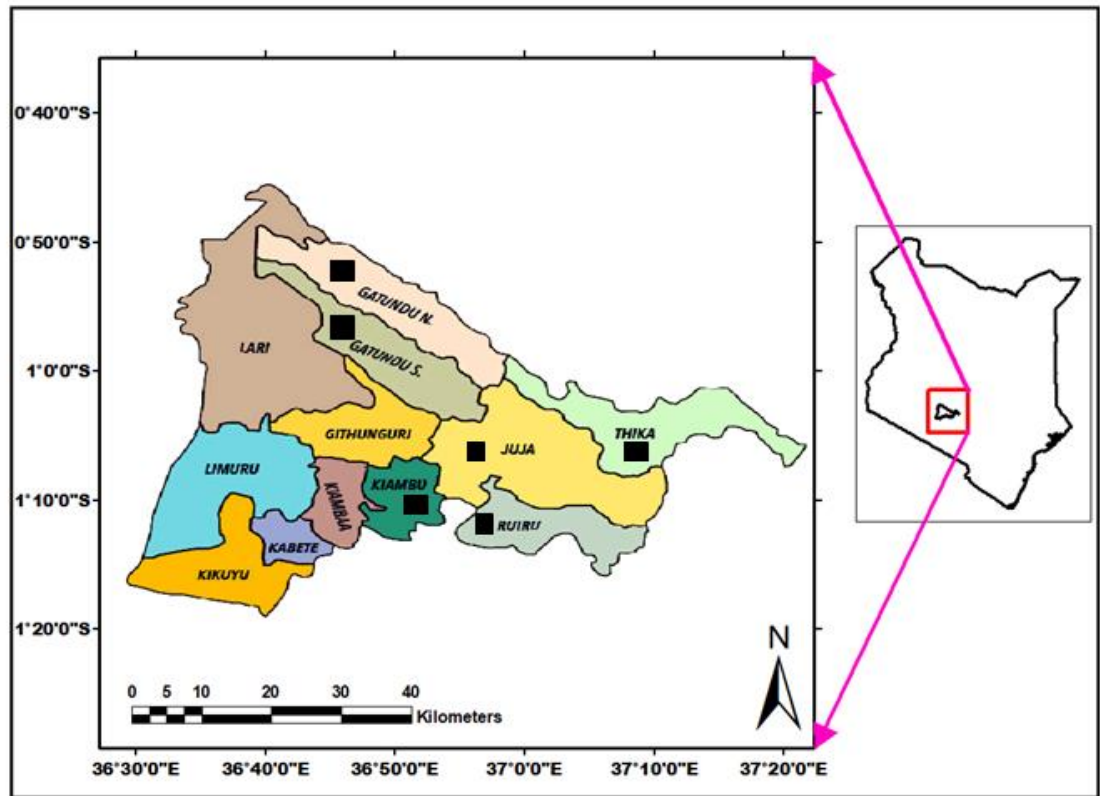 0°40'0"S
0°50'0"S
1°0'0"S
1°10'0"S
1°20'0"S
GATUNDU N.
GATUNDU S.
LARI
GITHUNGURI
JUJA
THIKA
LIMURU
KIAMBAA
KIAMBU
RUIRU
KABETE
KIKUYU
N
0 5 10 20 30 40
Kilometers
36°30'0"E 36°40'0"E 36°50'0"E 37°0'0"E 37°10'0"E 37°20'0"E